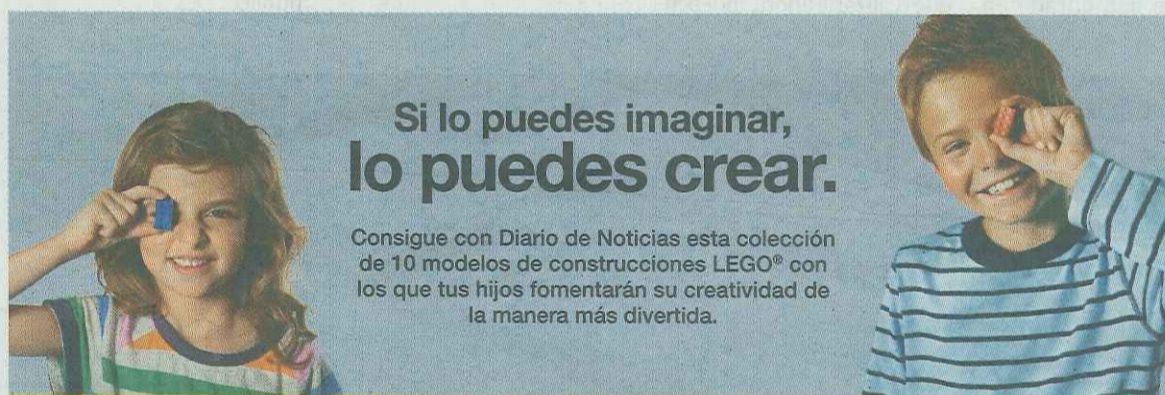 Si lo puedes imaginar,
lo puedes crear.
Consigue con Diario de Noticias esta colección
de 10 modelos de construcciones LEGO® con
los que tus hijos fomentarán su creatividad de
la manera más divertida.